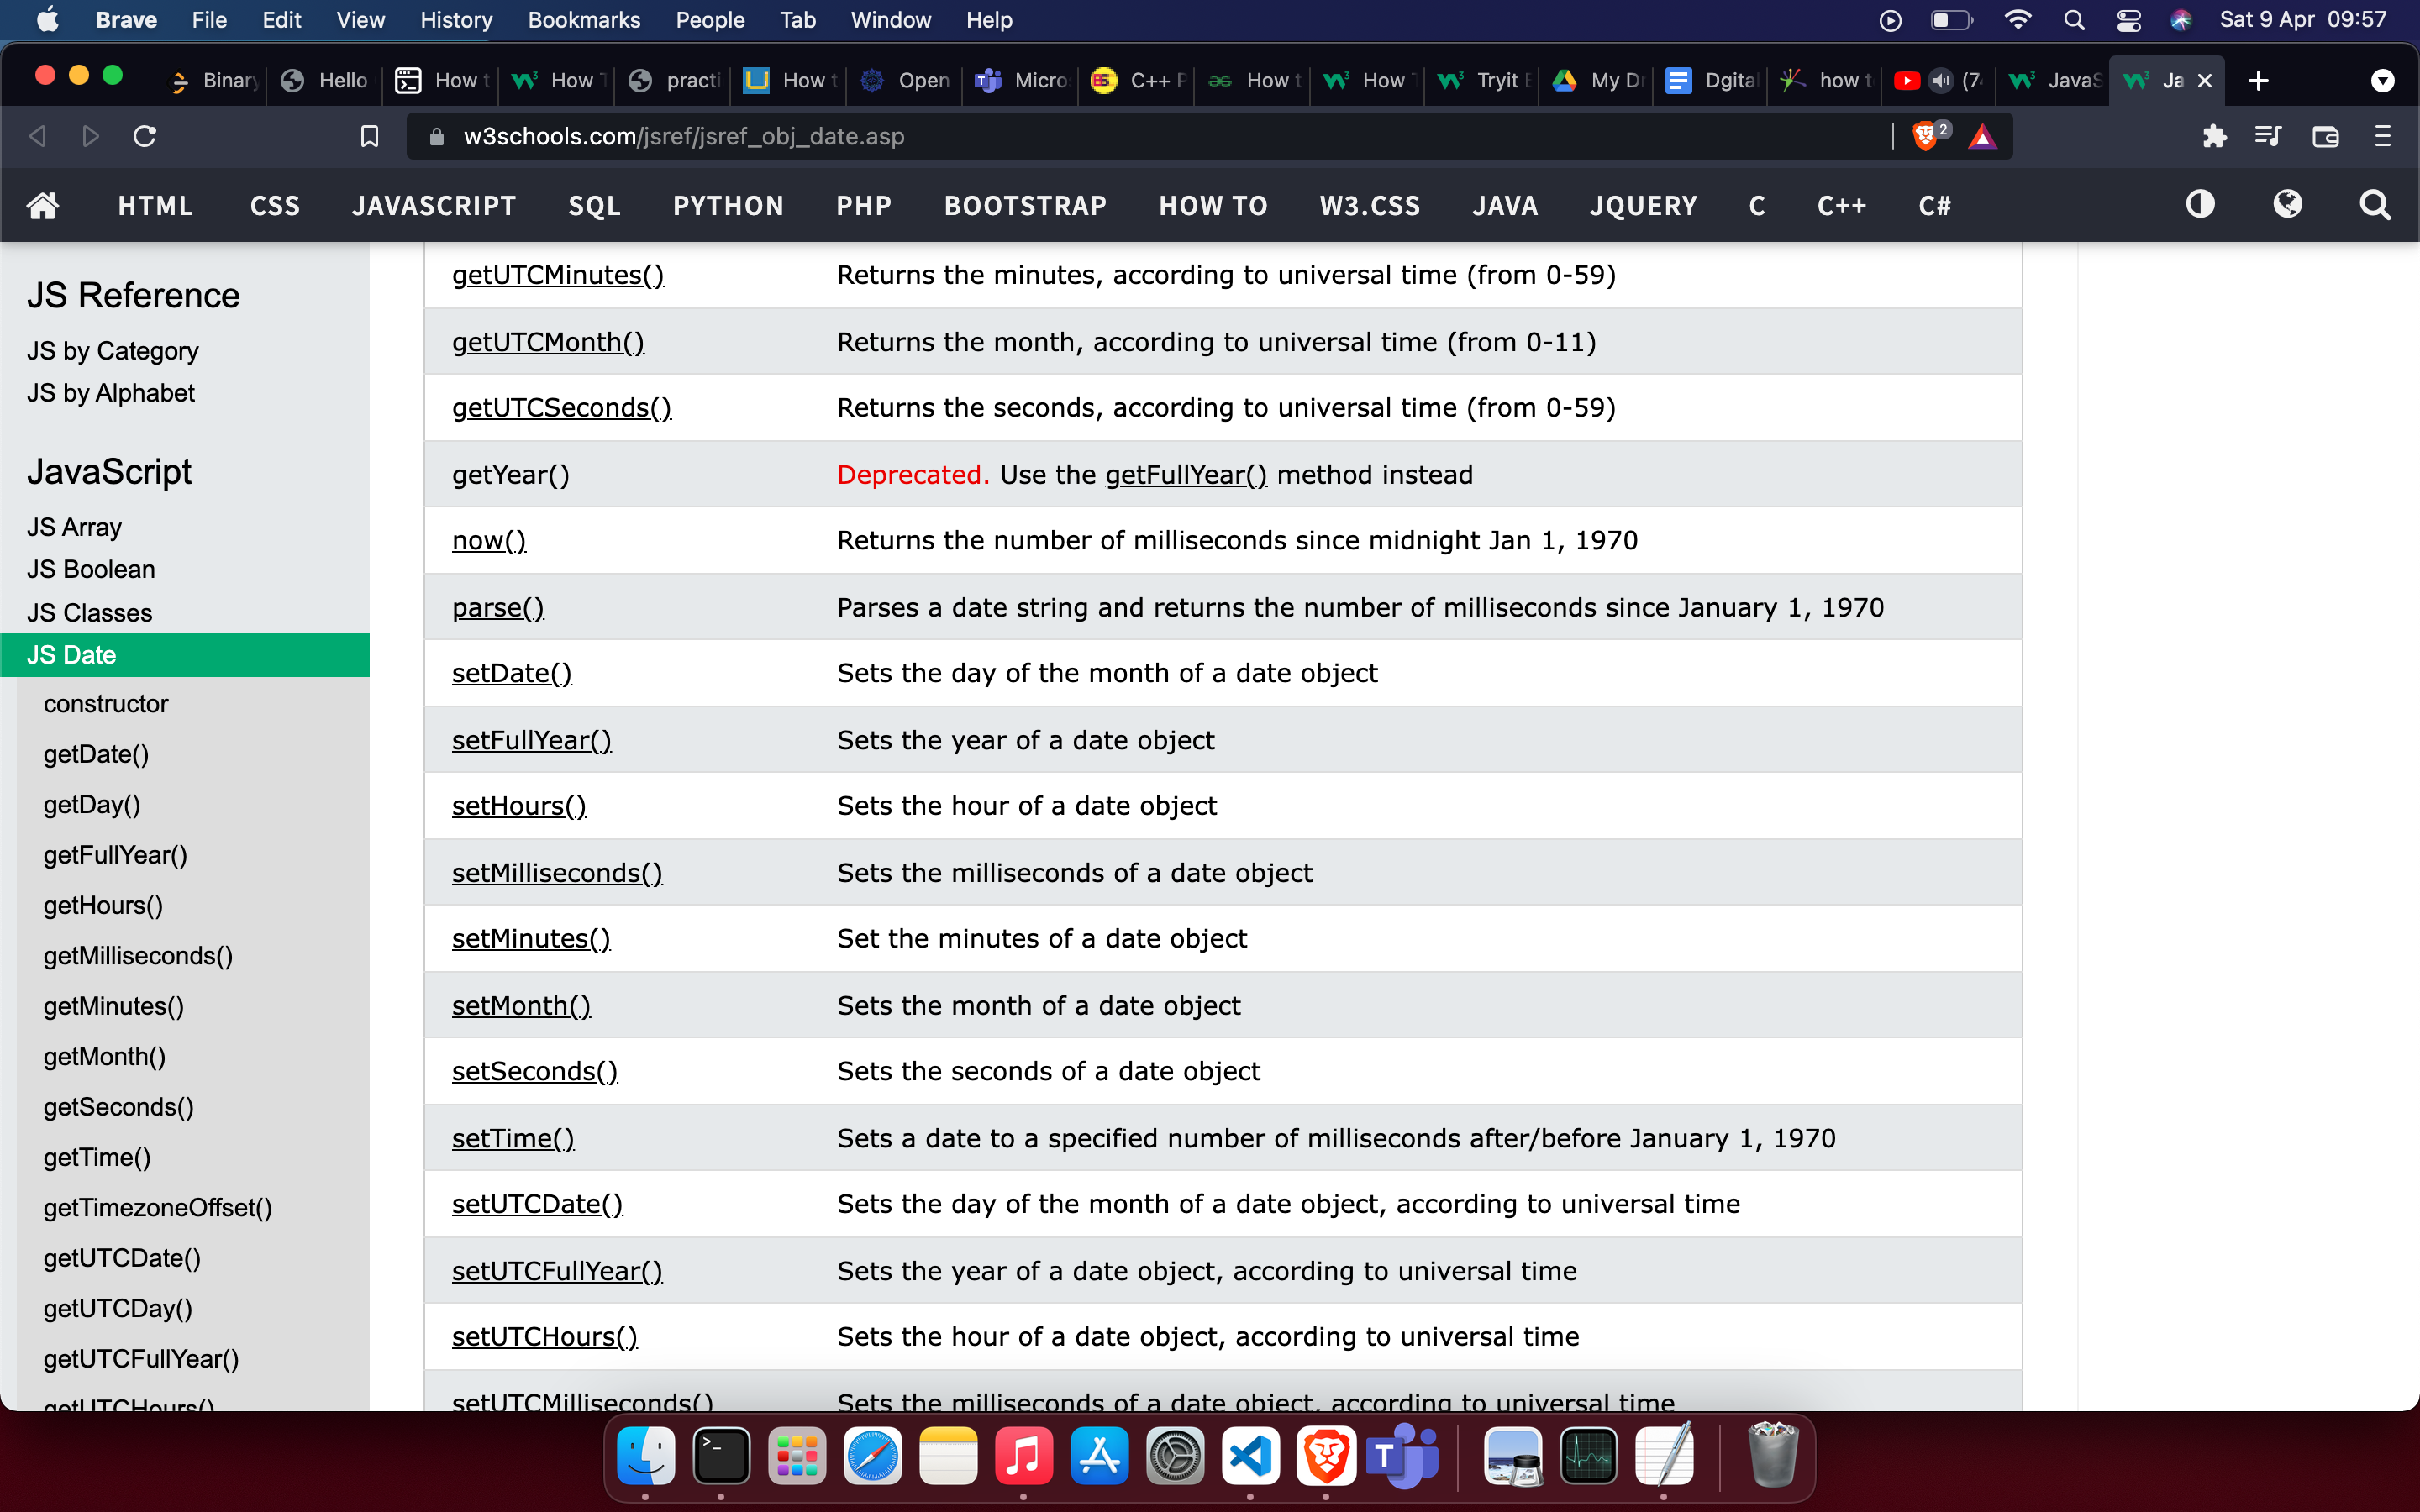 Brave File Edit View History Bookmarks People Tab Window Help Sat 9 Apr 09:57
Binary Hello How t How T practi How t Open Micro C++ P How t How T Tryit E My Dr Dgital how t (7 JavaS Ja
w3schools.com/jsref/jsref_obj_date.asp 2
HTML CSS JAVASCRIPT SQL PYTHON PHP BOOTSTRAP HOW TO W3.CSS JAVA JQUERY C C++ C#
JS Reference
JS by Category
JS by Alphabet
JavaScript
JS Array
JS Boolean
JS Classes
JS Date
constructor
getDate()
getDay()
getFullYear()
getHours()
getMilliseconds()
getMinutes()
getMonth()
getSeconds()
getTime()
getTimezoneOffset()
getUTCDate()
getUTCDay()
getUTCFullYear()
getUTCHours()
getUTCMinutes() Returns the minutes, according to universal time (from 0-59)
getUTCMonth() Returns the month, according to universal time (from 0-11)
getUTCSeconds() Returns the seconds, according to universal time (from 0-59)
getYear() Deprecated. Use the getFullYear() method instead
now() Returns the number of milliseconds since midnight Jan 1, 1970
parse() Parses a date string and returns the number of milliseconds since January 1, 1970
setDate() Sets the day of the month of a date object
setFullYear() Sets the year of a date object
setHours() Sets the hour of a date object
setMilliseconds() Sets the milliseconds of a date object
setMinutes() Set the minutes of a date object
setMonth() Sets the month of a date object
setSeconds() Sets the seconds of a date object
setTime() Sets a date to a specified number of milliseconds after/before January 1, 1970
setUTCDate() Sets the day of the month of a date object, according to universal time
setUTCFullYear() Sets the year of a date object, according to universal time
setUTCHours() Sets the hour of a date object, according to universal time
setUTCMilliseconds() Sets the milliseconds of a date object, according to universal time